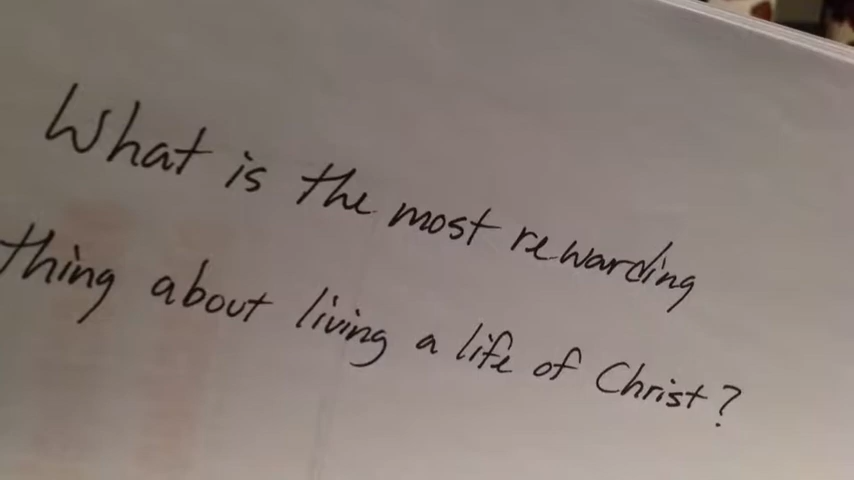 What is the most rewarding
thing about living a life of Christ?